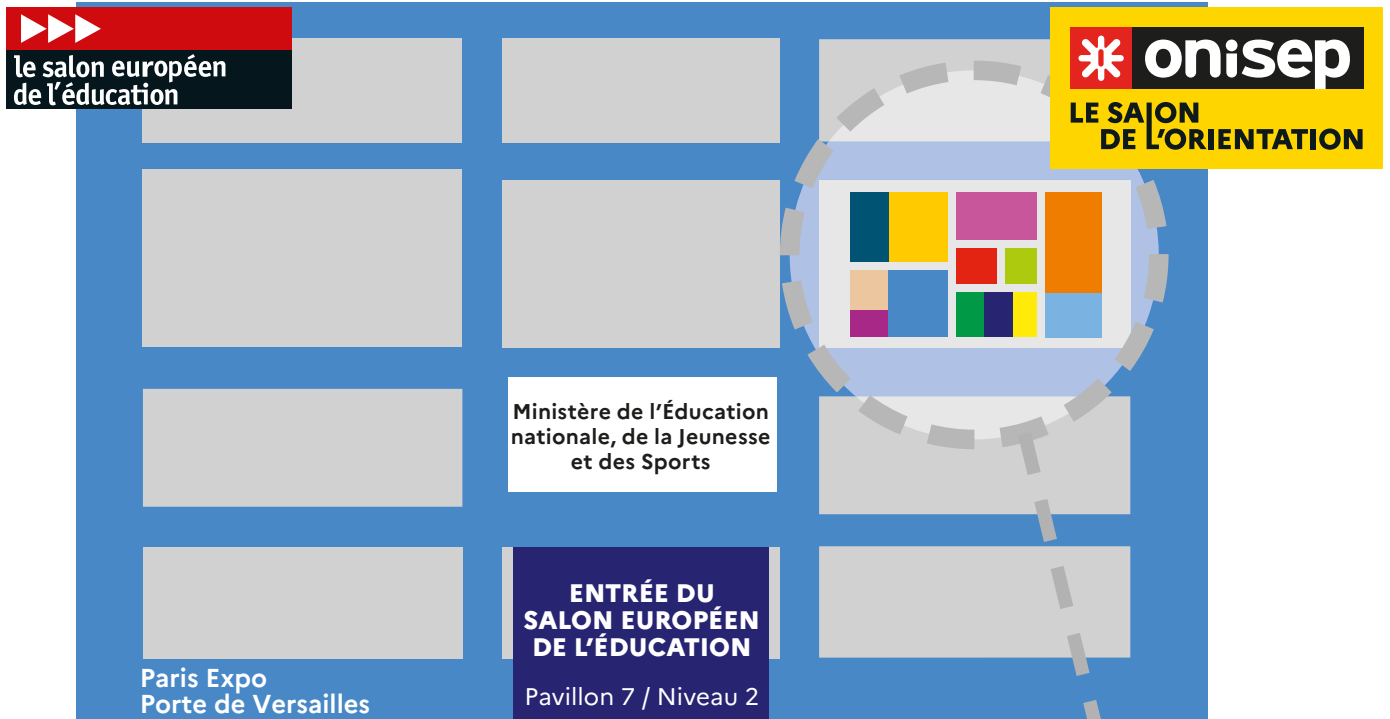 le salon européen
de l'éducation
onisep
LE SALON
DE L'ORIENTATION
Ministère de l'Éducation
nationale, de la Jeunesse
et des Sports
ENTRÉE DU
SALON EUROPÉEN
DE L'ÉDUCATION
Pavillon 7 / Niveau 2
Paris Expo
Porte de Versailles